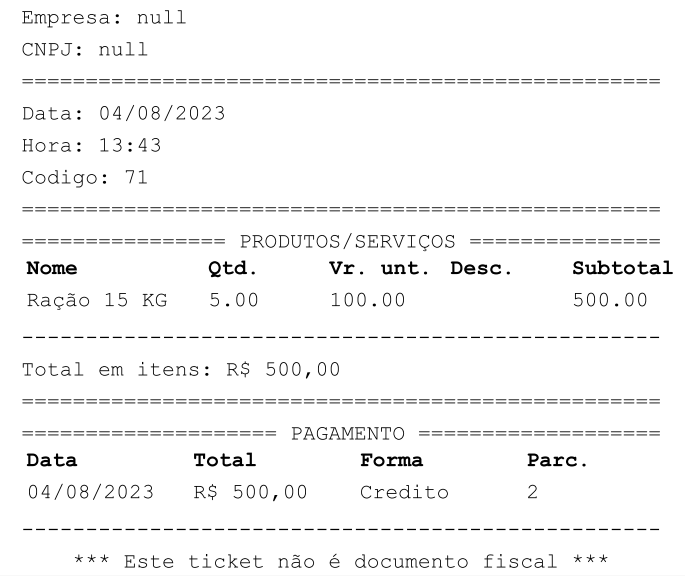 Empresa: null
CNPJ: null
==================================================
Data: 04/08/2023
Hora: 13:43
Codigo: 71
==================================================
================ PRODUTOS/SERVIÇOS ===============
Nome Qtd. Vr. unt. Desc. Subtotal
Ração 15 KG 5.00 100.00 500.00
--------------------------------------------------
Total em itens: R$ 500,00
==================================================
==================== PAGAMENTO ===================
Data Total Forma Parc.
04/08/2023 R$ 500,00 Credito 2
--------------------------------------------------
*** Este ticket não é documento fiscal ***